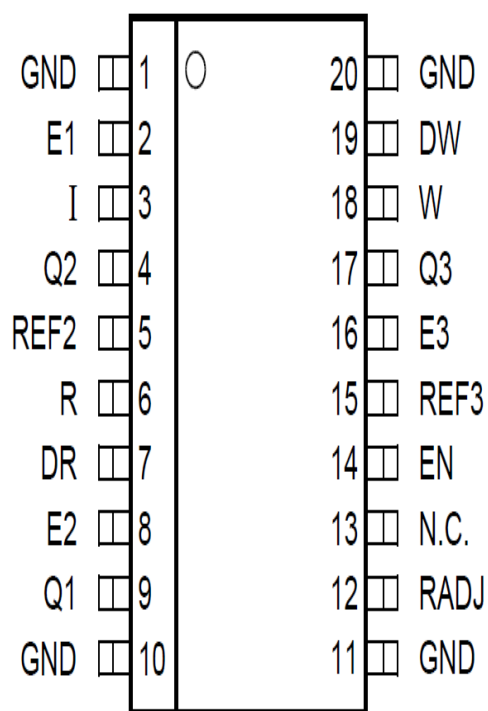 GND 1 20 GND
E1 2 19 DW
I 3 18 W
Q2 4 17 Q3
REF2 5 16 E3
R 6 15 REF3
DR 7 14 EN
E2 8 13 N.C.
Q1 9 12 RADJ
GND 10 11 GND